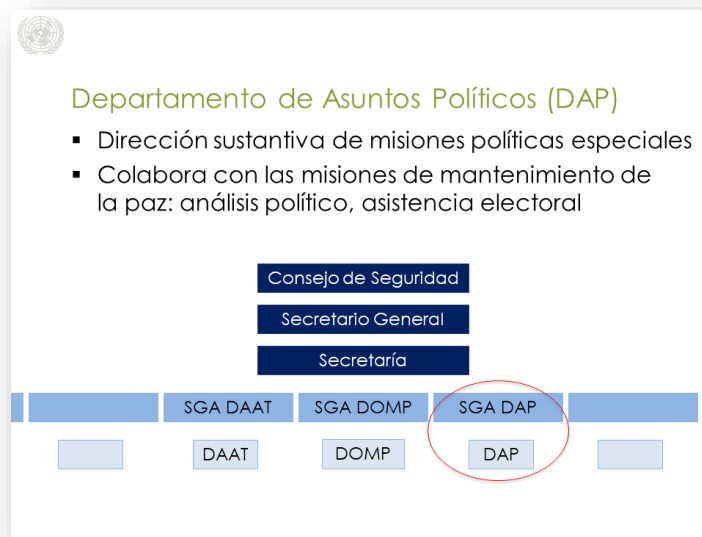 Departamento de Asuntos Políticos (DAP)
▪ Dirección sustantiva de misiones políticas especiales
▪ Colabora con las misiones de mantenimiento de
la paz: análisis político, asistencia electoral
Consejo de Seguridad
Secretario General
Secretaría
SGA DAAT SGA DOMP SGA DAP
DAAT DOMP DAP